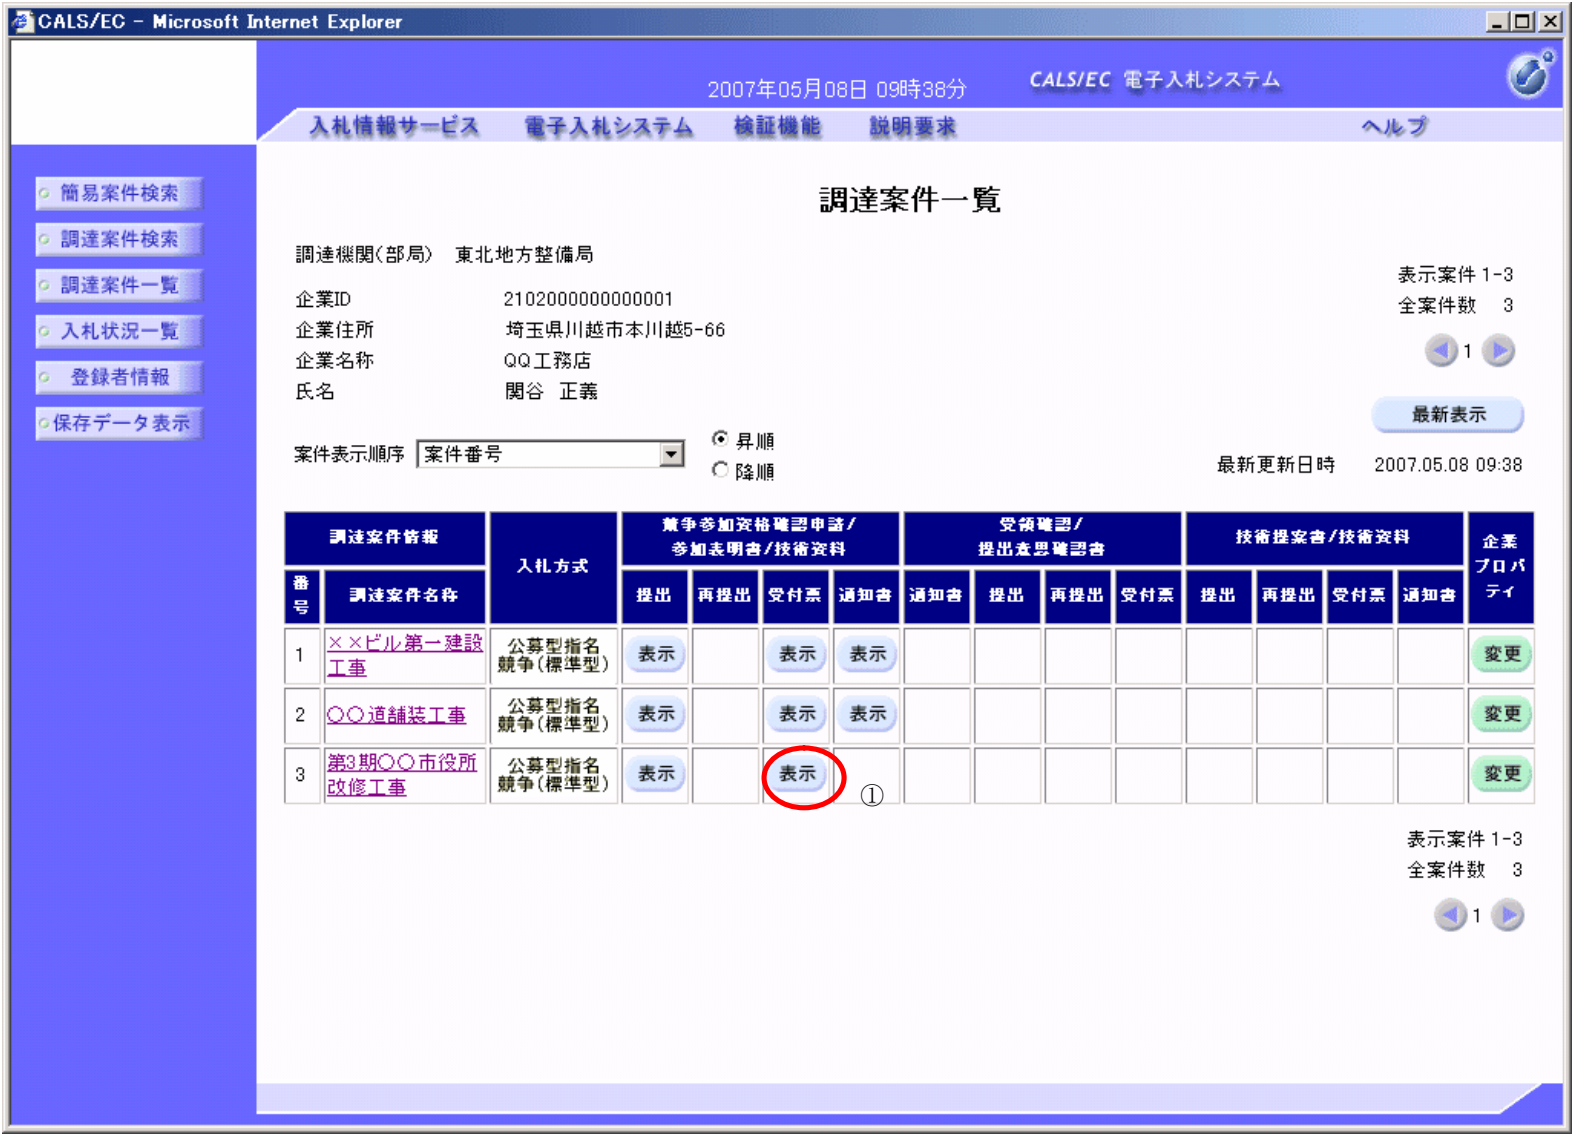 CALS/EC - Microsoft Internet Explorer
2007年05月08日 09時38分
CALS/EC 電子入札システム
入札情報サービス 電子入札システム 検証機能 説明要求 ヘルプ
簡易案件検索
調達案件検索
調達案件一覧
入札状況一覧
登録者情報
保存データ表示
調達案件一覧
調達機関(部局) 東北地方整備局
企業ID 2102000000000001
企業住所 埼玉県川越市本川越5-66
企業名称 QQ工務店
氏名 関谷 正義
表示案件 1-3
全案件数 3
1
最新表示
案件表示順序 案件番号
昇順
降順
最新更新日時 2007.05.08 09:38
調達案件情報
入札方式
競争参加資格確認申請/
参加表明書/技術資料
受領確認/
提出意思確認書
技術提案書/技術資料
企業
プロパ
ティ
番
号
調達案件名称
提出 再提出 受付票 通知書 通知書 提出 再提出 受付票 提出 再提出 受付票 通知書
1
××ビル第一建設
工事
公募型指名
競争(標準型)
表示 表示 表示 変更
2
〇〇道舗装工事
公募型指名
競争(標準型)
表示 表示 表示 変更
3
第3期〇〇市役所
改修工事
公募型指名
競争(標準型)
表示 表示 変更
①
表示案件 1-3
全案件数 3
1